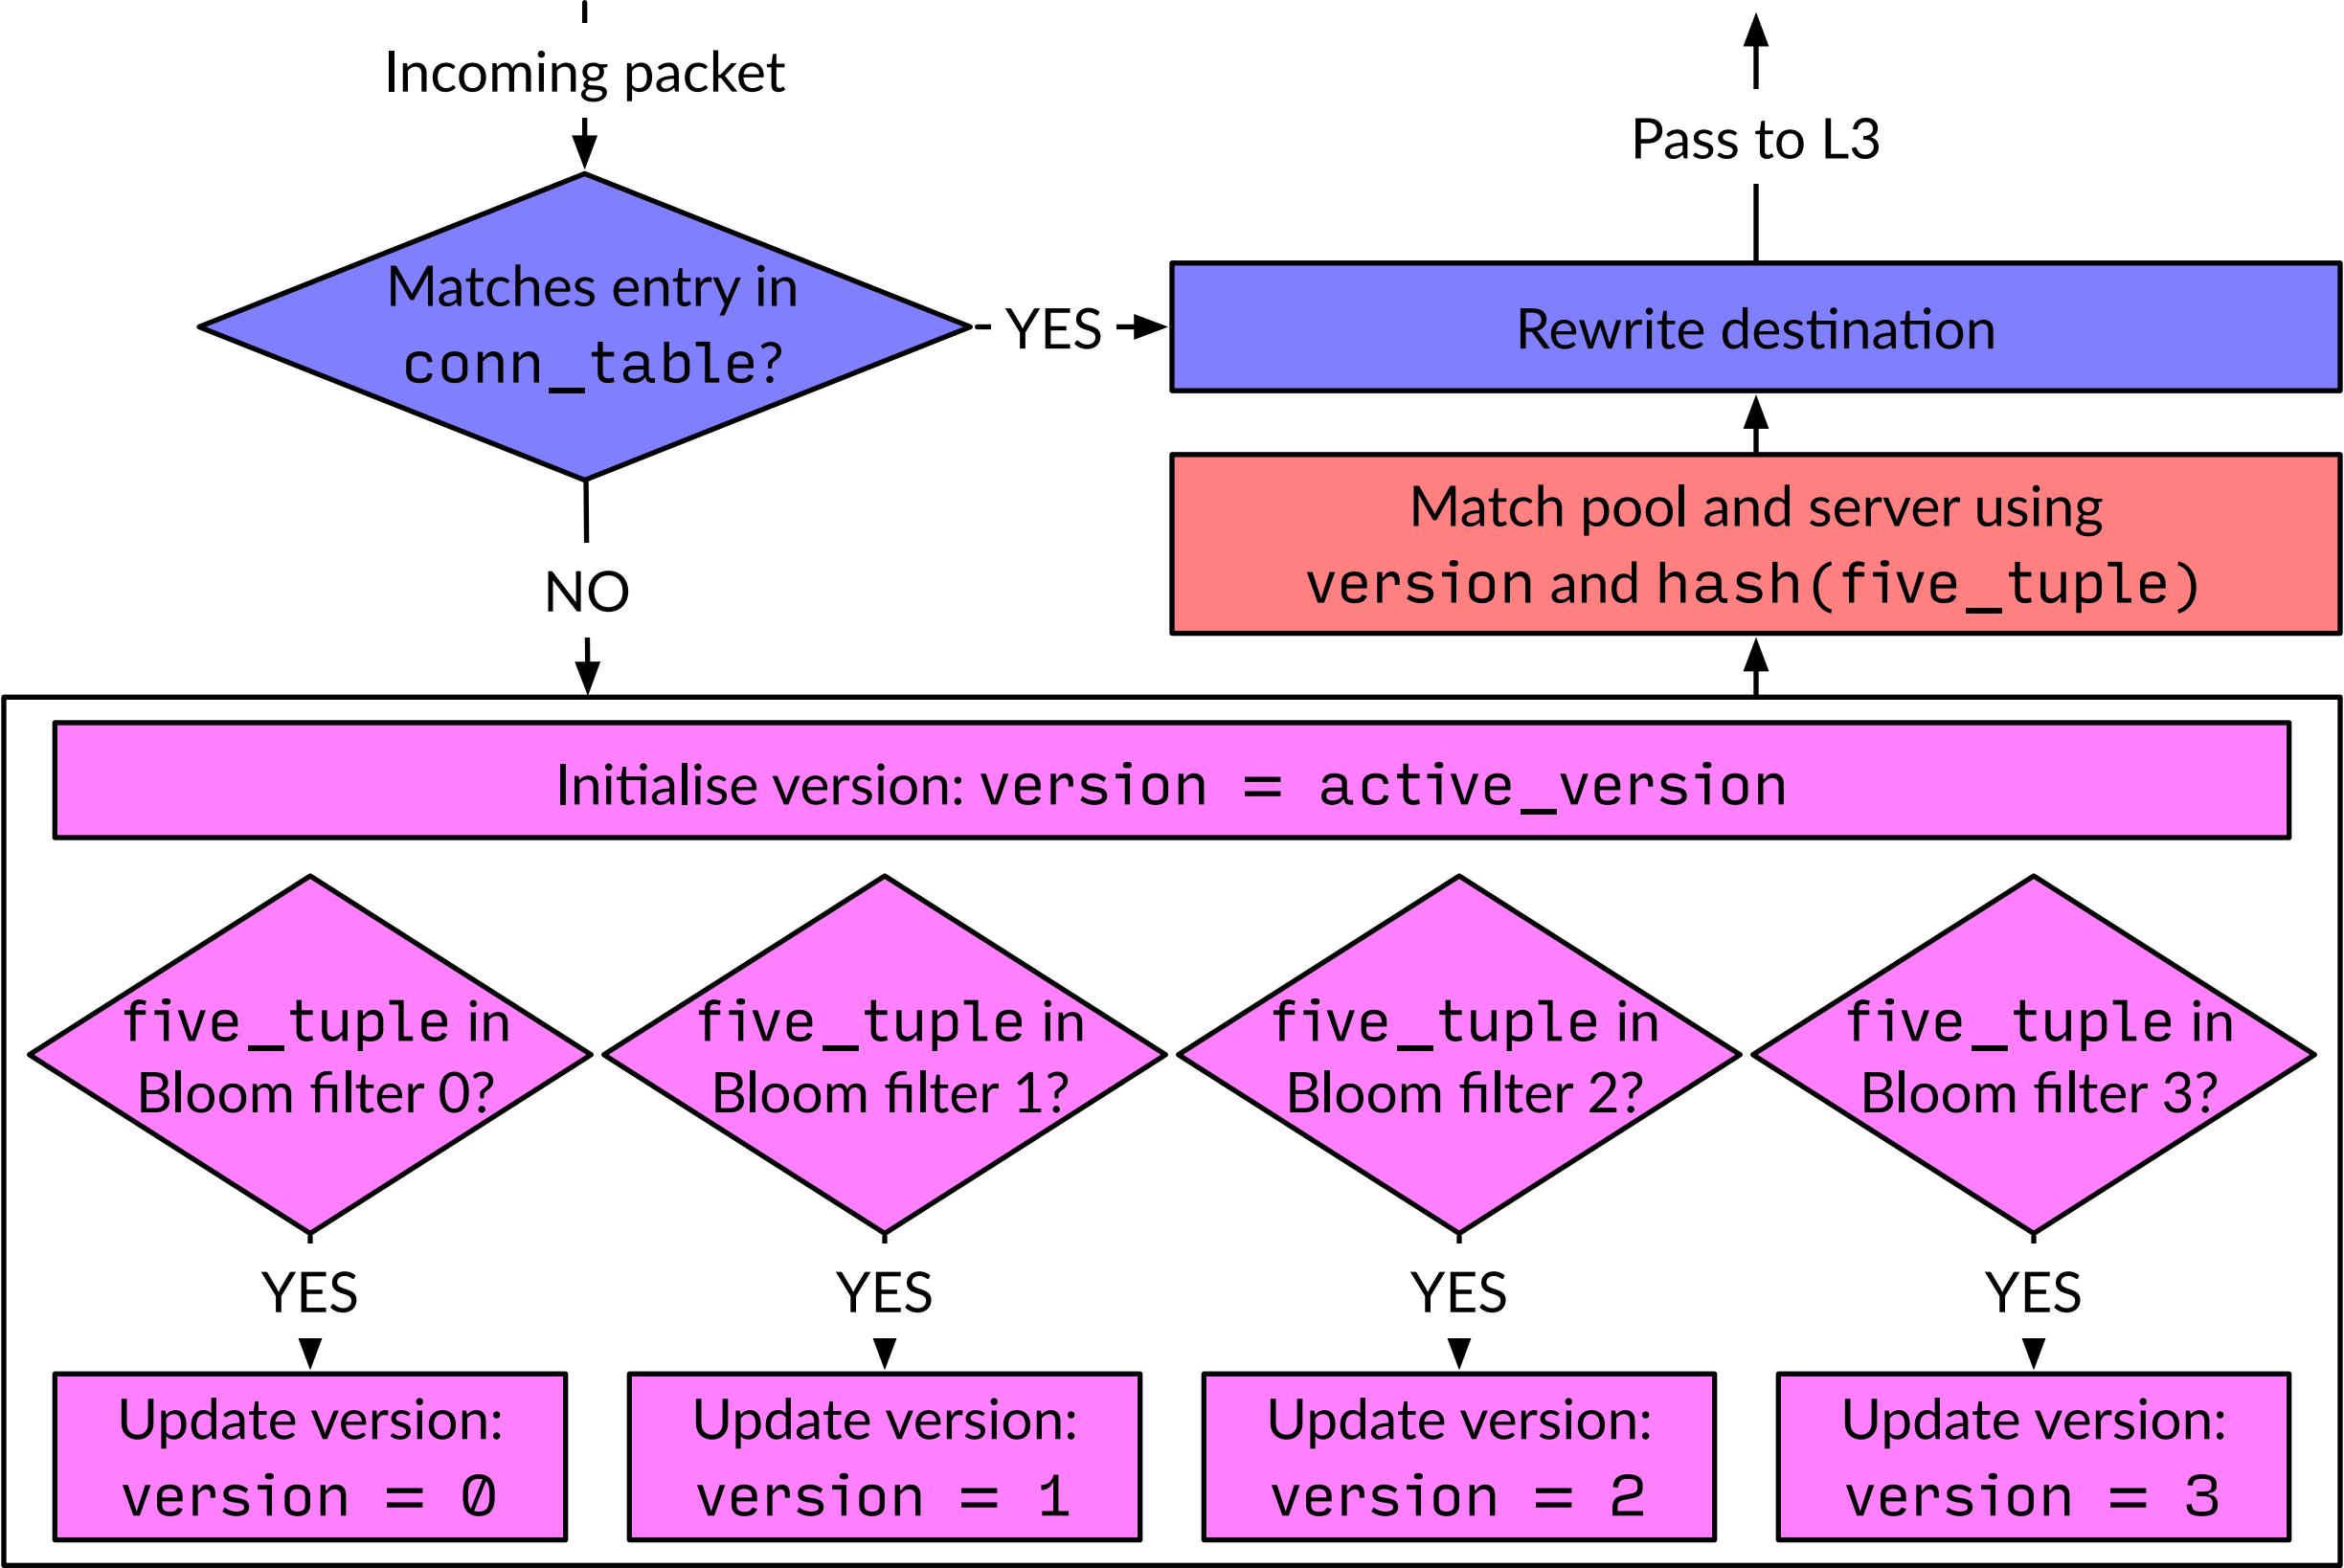 Incoming packet
Pass to L3
Matches entry in
conn_table?
YES
Rewrite destination
Match pool and server using
version and hash(five_tuple)
NO
Initialise version: version = active_version
five_tuple in
Bloom filter 0?
five_tuple in
Bloom filter 1?
five_tuple in
Bloom filter 2?
five_tuple in
Bloom filter 3?
YES
YES
YES
YES
Update version:
version = 0
Update version:
version = 1
Update version:
version = 2
Update version:
version = 3